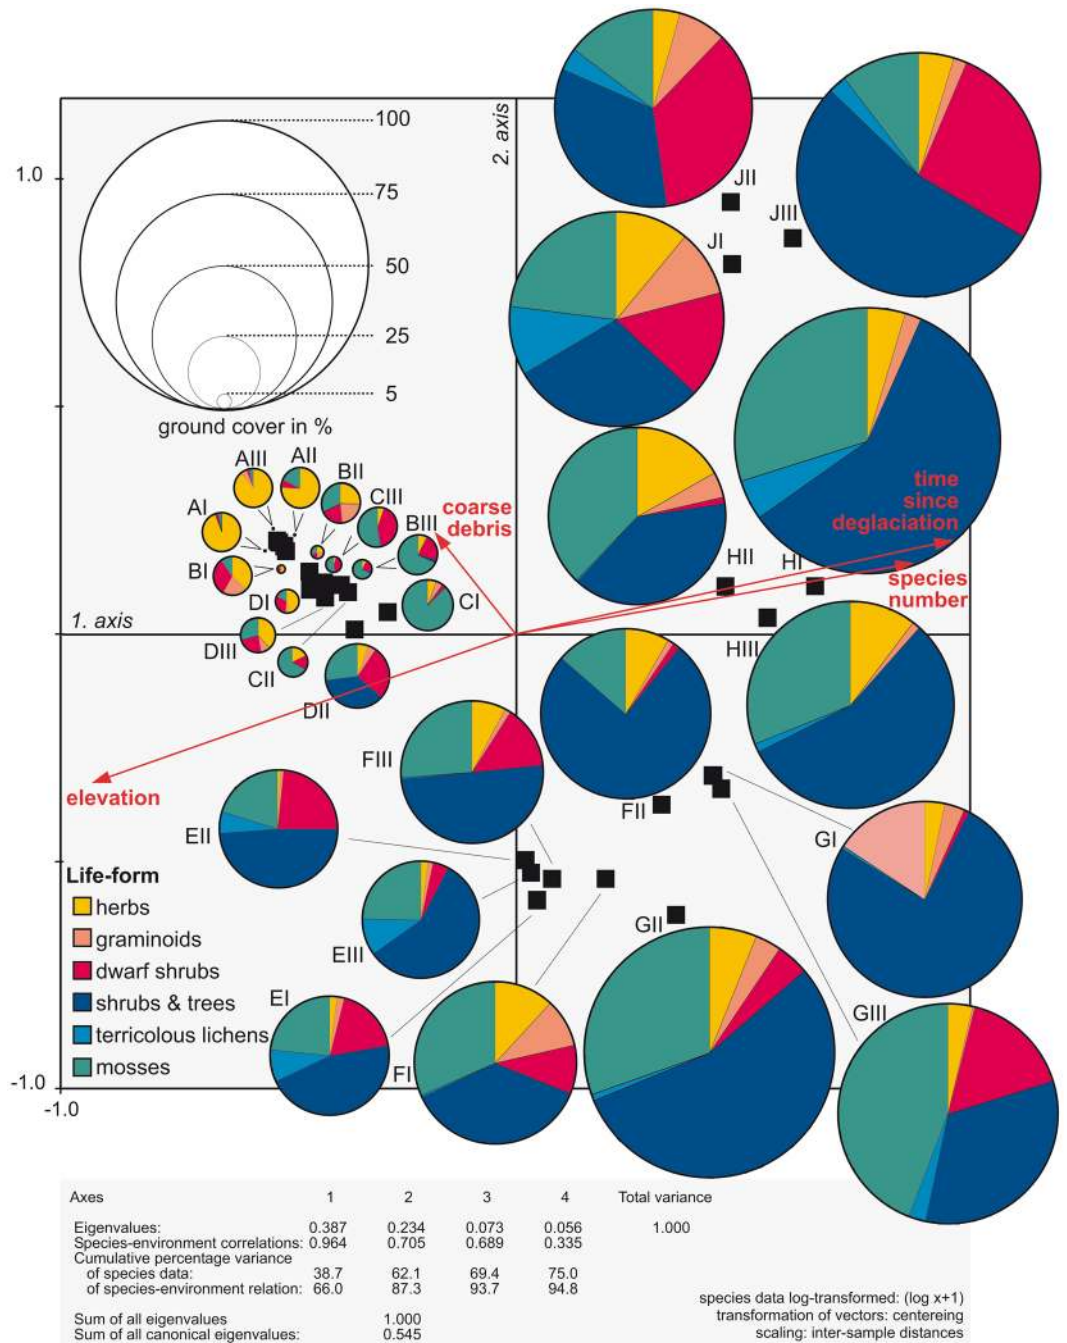 100
2. axis
1.0
75
JII
JIII
JI
50
25
5
ground cover in %
AIII
AII
BII
CIII
AI
BIII
coarse
debris
time
since
deglaciation
BI
HII
HI
species
number
DI
CI
1. axis
DIII
HIII
CII
DII
FIII
elevation
FII
EII
GI
Life-form
herbs
graminoids
GII
dwarf shrubs
EIII
shrubs & trees
EI
GIII
terricolous lichens
mosses
FI
-1.0
-1.0
Axes 1 2 3 4 Total variance
Eigenvalues: 0.387 0.234 0.073 0.056 1.000
Species-environment correlations: 0.964 0.705 0.689 0.335
Cumulative percentage variance
of species data: 38.7 62.1 69.4 75.0
of species-environment relation: 66.0 87.3 93.7 94.8
Sum of all eigenvalues 1.000
Sum of all canonical eigenvalues: 0.545
species data log-transformed: (log x+1)
transformation of vectors: centereing
scaling: inter-sample distances